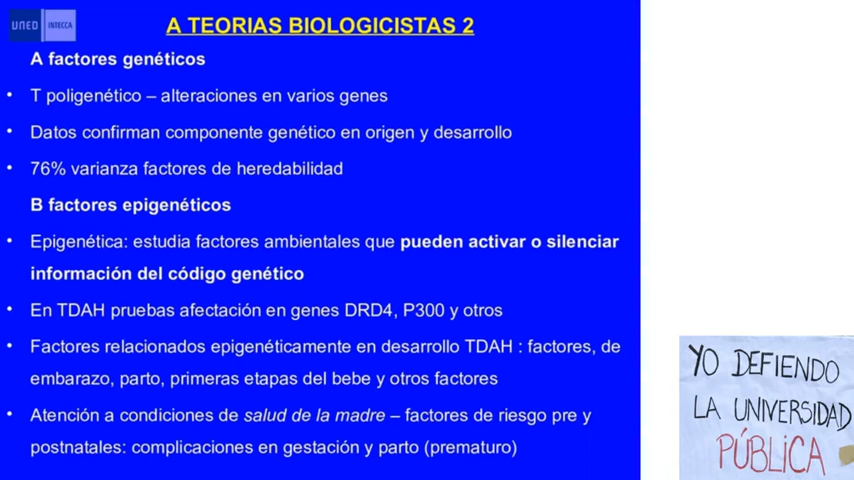 UNED INTECCA
A TEORIAS BIOLOGICISTAS 2
A factores genéticos
• T poligenético – alteraciones en varios genes
• Datos confirman componente genético en origen y desarrollo
• 76% varianza factores de heredabilidad
B factores epigenéticos
• Epigenética: estudia factores ambientales que pueden activar o silenciar
información del código genético
• En TDAH pruebas afectación en genes DRD4, P300 y otros
• Factores relacionados epigenéticamente en desarrollo TDAH : factores, de
embarazo, parto, primeras etapas del bebe y otros factores
• Atención a condiciones de salud de la madre – factores de riesgo pre y
postnatales: complicaciones en gestación y parto (prematuro)
YO DEFIENDO
LA UNIVERSIDAD
PÚBLICA